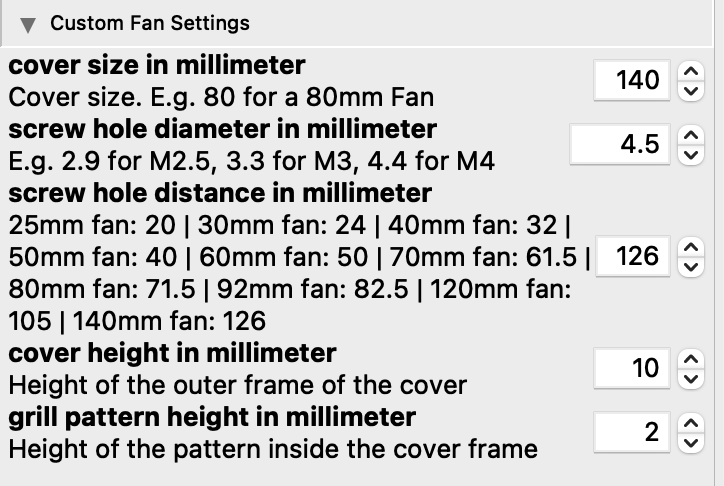 ▼ Custom Fan Settings
cover size in millimeter
Cover size. E.g. 80 for a 80mm Fan
140
screw hole diameter in millimeter
E.g. 2.9 for M2.5, 3.3 for M3, 4.4 for M4
4.5
screw hole distance in millimeter
25mm fan: 20 | 30mm fan: 24 | 40mm fan: 32 |
50mm fan: 40 | 60mm fan: 50 | 70mm fan: 61.5 |
80mm fan: 71.5 | 92mm fan: 82.5 | 120mm fan:
105 | 140mm fan: 126
126
cover height in millimeter
Height of the outer frame of the cover
10
grill pattern height in millimeter
Height of the pattern inside the cover frame
2